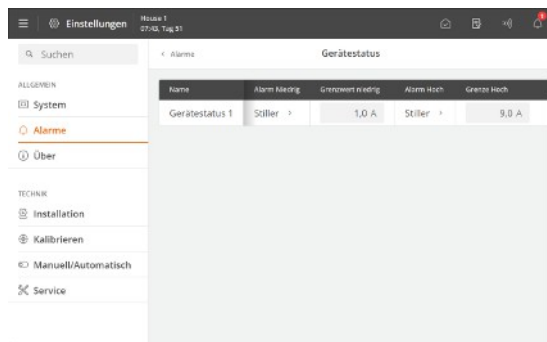 Einstellungen
House 1
07:43, Tag 51
Suchen
ALLGEMEIN
System
Alarme
Über
TECHNIK
Installation
Kalibrieren
Manuell/Automatisch
Service
< Alarme
Gerätestatus
Name Alarm Niedrig Grenzwert niedrig Alarm Hoch Grenze Hoch
Gerätestatus 1 Stiller > 1,0 A Stiller > 9,0 A